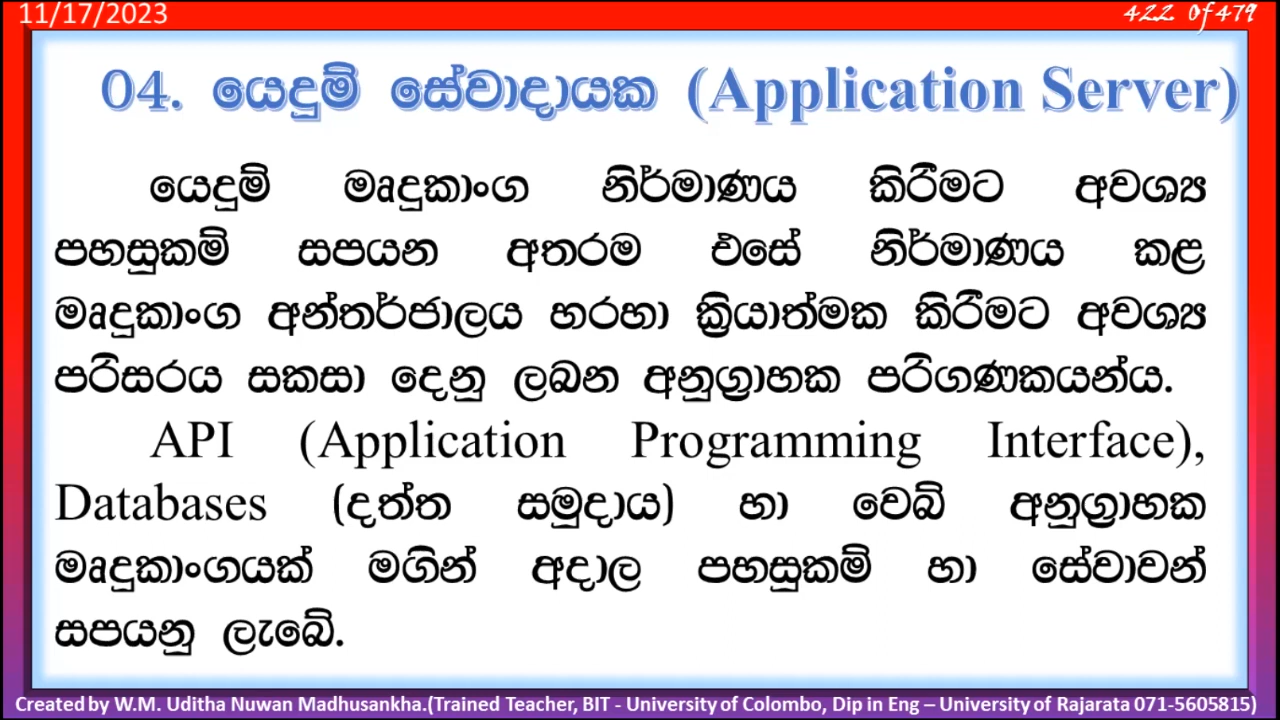 11/17/2023
422 of 479
04. යෙදුම් සේවාදායක (Application Server)
යෙදුම් මෘදුකාංග නිර්මාණය කිරීමට අවශ්‍ය
පහසුකම් සපයන අතරම එසේ නිර්මාණය කළ
මෘදුකාංග අන්තර්ජාලය හරහා ක්‍රියාත්මක කිරීමට අවශ්‍ය
පරිසරය සකසා දෙනු ලබන අනුග්‍රාහක පරිගණකයන්ය.
API (Application Programming Interface),
Databases (දත්ත සමුදාය) හා වෙබ් අනුග්‍රාහක
මෘදුකාංගයක් මගින් අදාල පහසුකම් හා සේවාවන්
සපයනු ලැබේ.
Created by W.M. Uditha Nuwan Madhusankha.(Trained Teacher, BIT - University of Colombo, Dip in Eng – University of Rajarata 071-5605815)